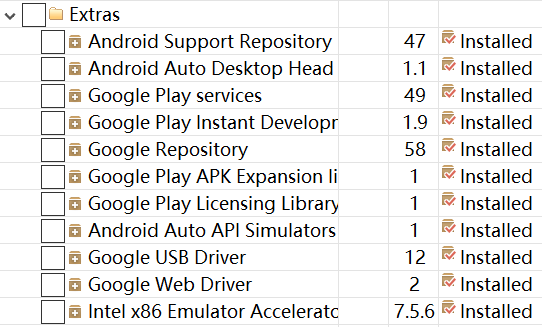 Extras
Android Support Repository 47 Installed
Android Auto Desktop Head 1.1 Installed
Google Play services 49 Installed
Google Play Instant Developr 1.9 Installed
Google Repository 58 Installed
Google Play APK Expansion li 1 Installed
Google Play Licensing Library 1 Installed
Android Auto API Simulators 1 Installed
Google USB Driver 12 Installed
Google Web Driver 2 Installed
Intel x86 Emulator Accelerato 7.5.6 Installed